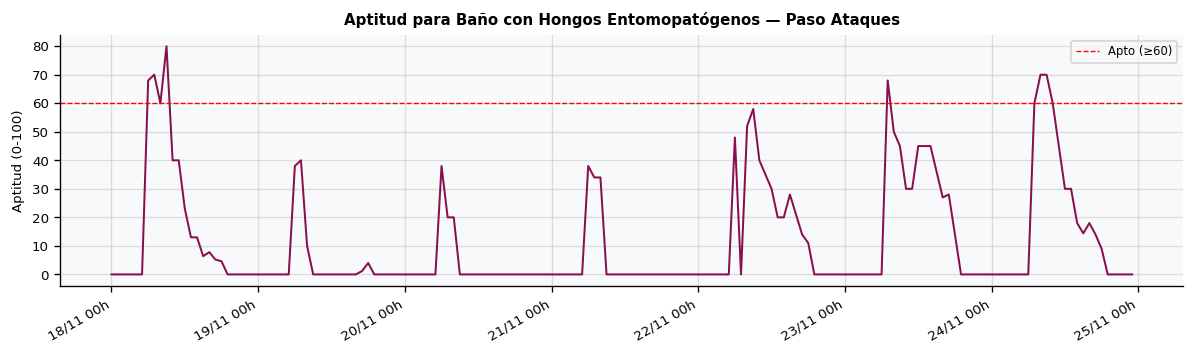 Aptitud para Baño con Hongos Entomopatógenos — Paso Ataques
Apto (≥60)
Aptitud (0-100)
80
70
60
50
40
30
20
10
0
18/11 00h
19/11 00h
20/11 00h
21/11 00h
22/11 00h
23/11 00h
24/11 00h
25/11 00h